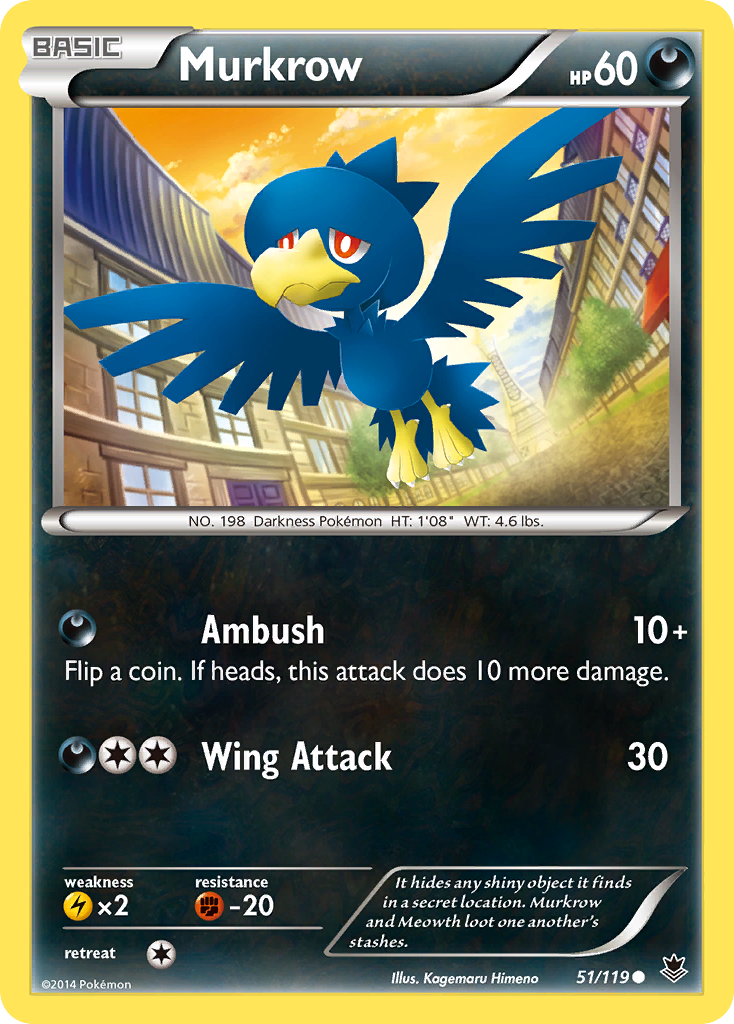 BASIC
Murkrow
HP60
NO. 198 Darkness Pokémon HT: 1'08" WT: 4.6 lbs.
Ambush 10+
Flip a coin. If heads, this attack does 10 more damage.
Wing Attack 30
weakness
×2
resistance
-20
retreat
It hides any shiny object it finds
in a secret location. Murkrow
and Meowth loot one another's
stashes.
©2014 Pokémon
Illus. Kagemaru Himeno
51/119